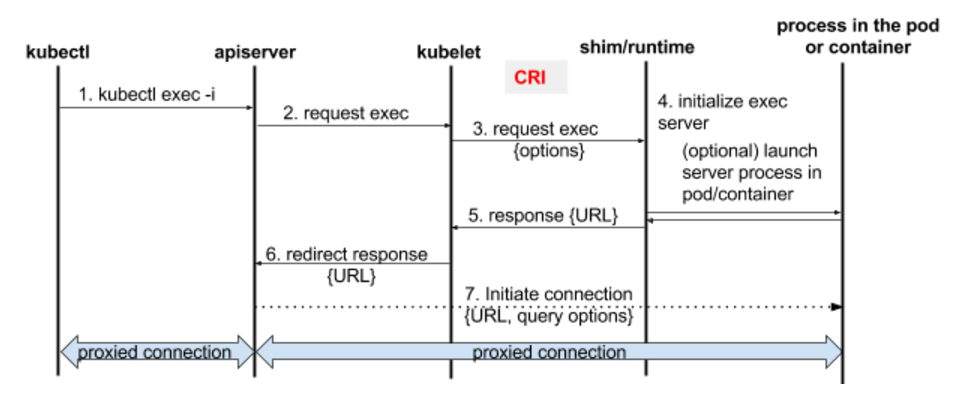 kubectl
apiserver
kubelet
shim/runtime
process in the pod
or container
CRI
1. kubectl exec -i
2. request exec
3. request exec
{options}
4. initialize exec
server
(optional) launch
server process in
pod/container
5. response {URL}
6. redirect response
{URL}
7. Initiate connection
{URL, query options}
proxied connection
proxied connection